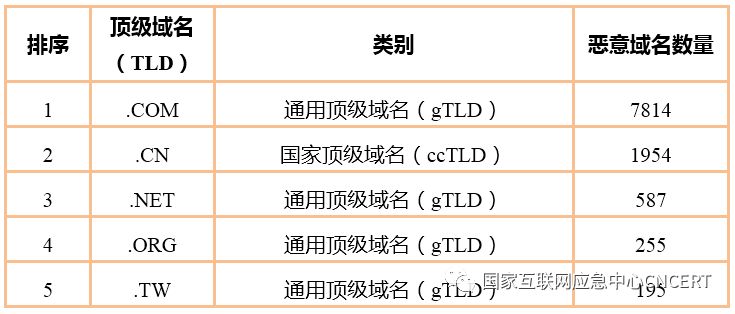 排序 顶级域名（TLD） 类别 恶意域名数量
1 .COM 通用顶级域名（gTLD） 7814
2 .CN 国家顶级域名（ccTLD） 1954
3 .NET 通用顶级域名（gTLD） 587
4 .ORG 通用顶级域名（gTLD） 255
5 .TW 通用顶级域名（gTLD） 195
国家互联网应急中心CNCERT